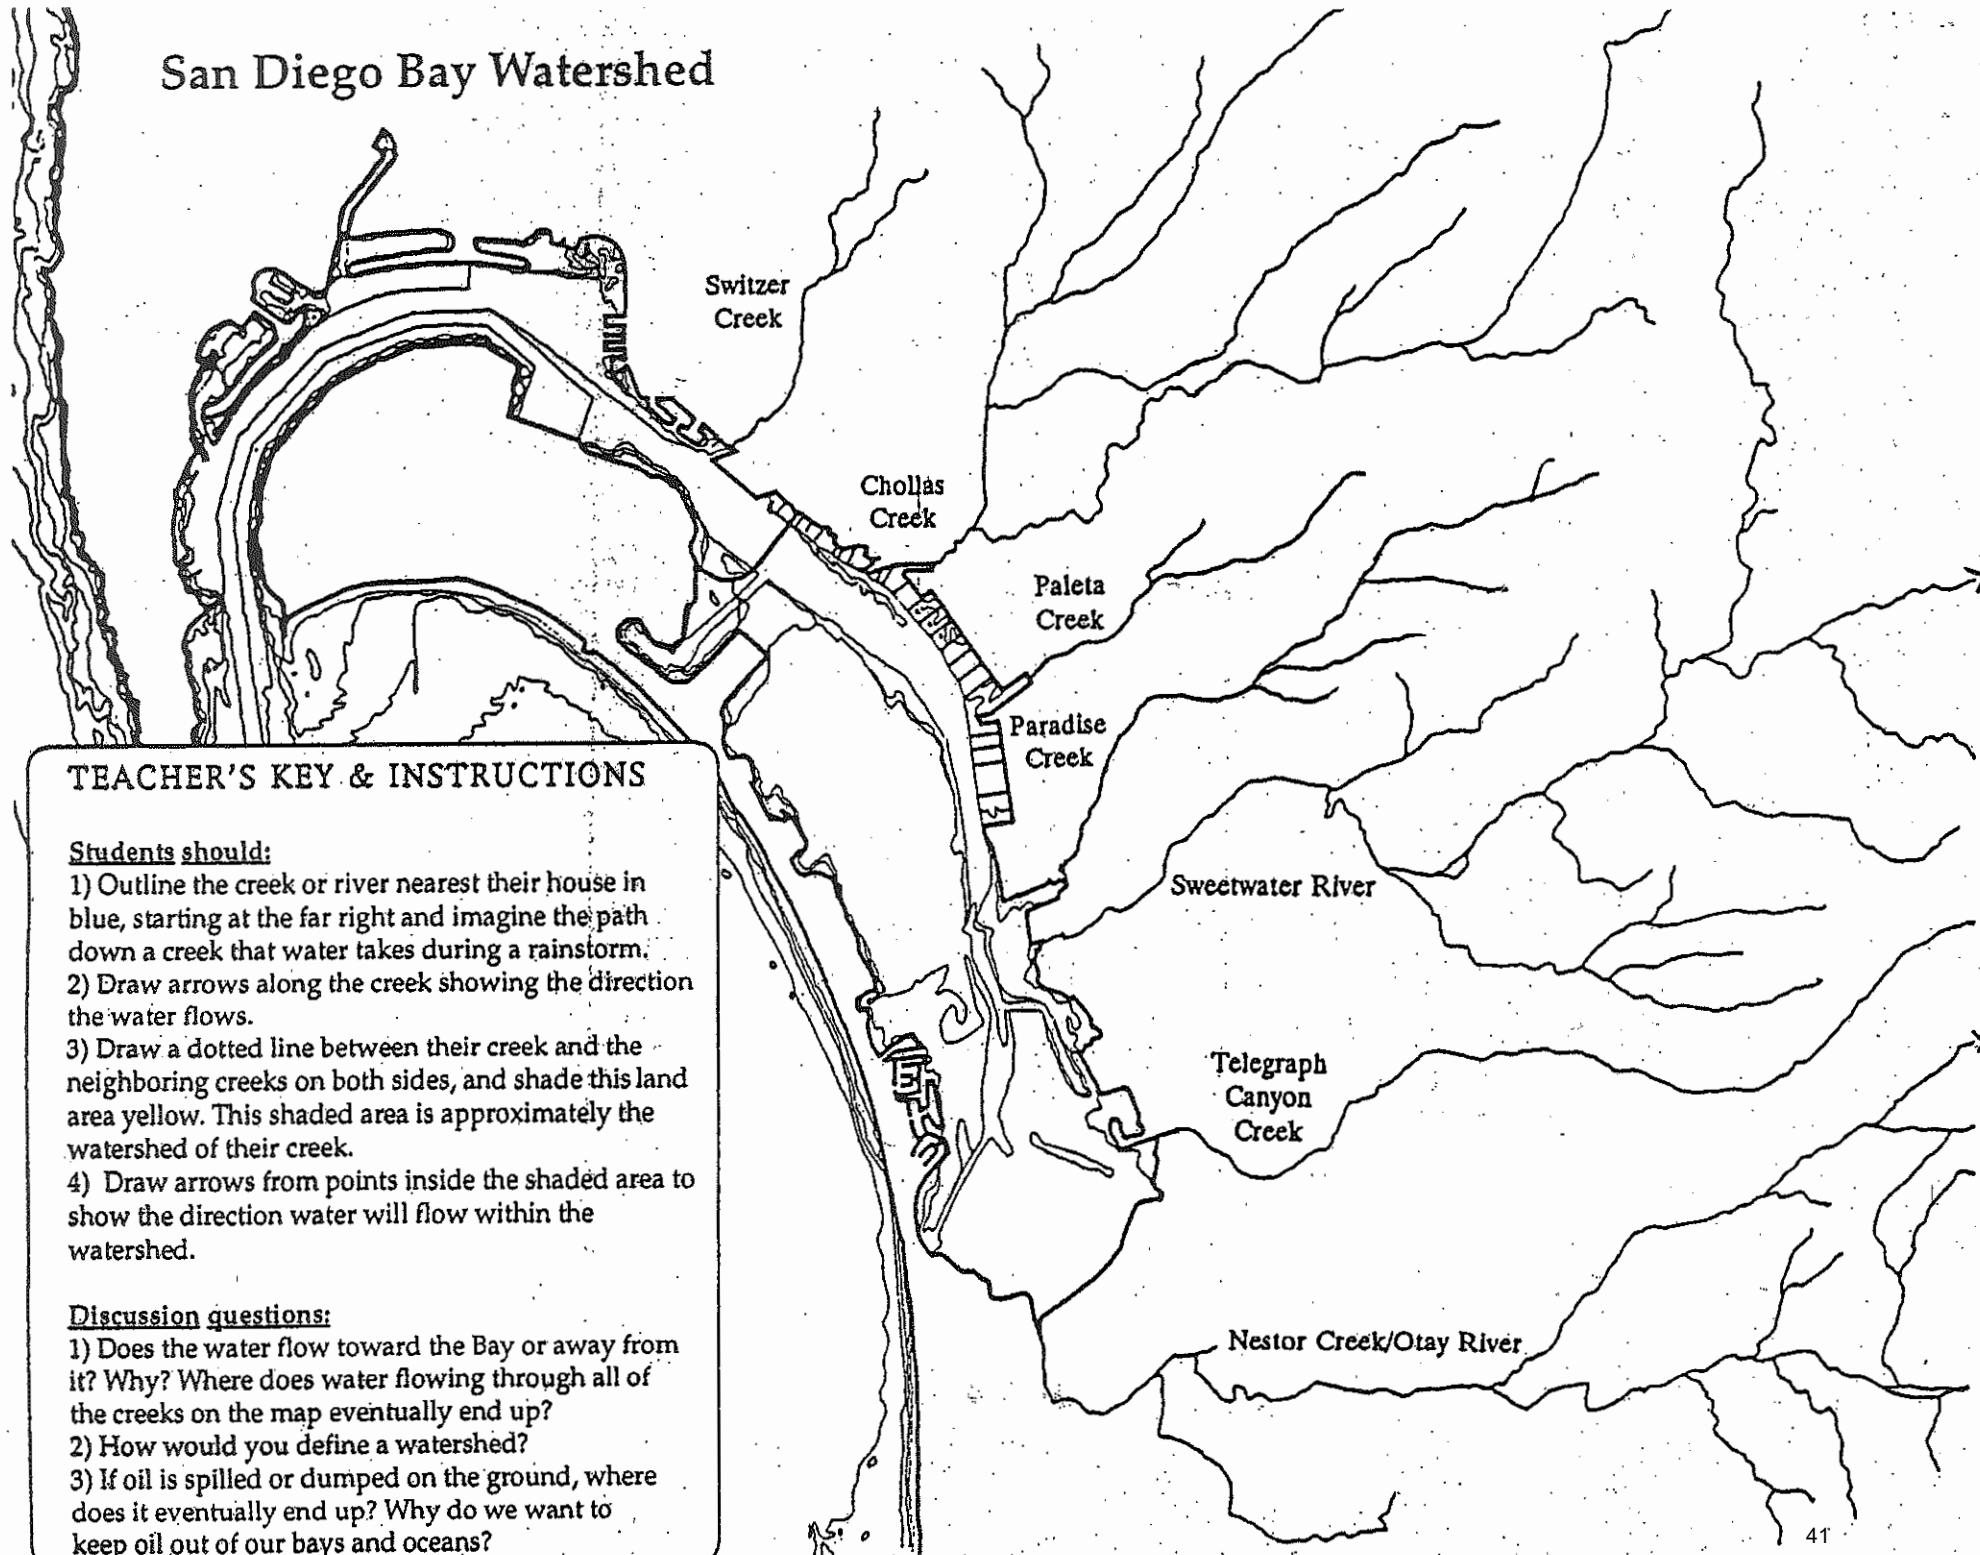 San Diego Bay Watershed
Switzer
Creek
Chollas
Creek
Paleta
Creek
Paradise
Creek
Sweetwater River
Telegraph
Canyon
Creek
Nestor Creek/Otay River
TEACHER'S KEY & INSTRUCTIONS
Students should:
1) Outline the creek or river nearest their house in
blue, starting at the far right and imagine the path
down a creek that water takes during a rainstorm.
2) Draw arrows along the creek showing the direction
the water flows.
3) Draw a dotted line between their creek and the
neighboring creeks on both sides, and shade this land
area yellow. This shaded area is approximately the
watershed of their creek.
4) Draw arrows from points inside the shaded area to
show the direction water will flow within the
watershed.
Discussion questions:
1) Does the water flow toward the Bay or away from
it? Why? Where does water flowing through all of
the creeks on the map eventually end up?
2) How would you define a watershed?
3) If oil is spilled or dumped on the ground, where
does it eventually end up? Why do we want to
keep oil out of our bays and oceans?
41